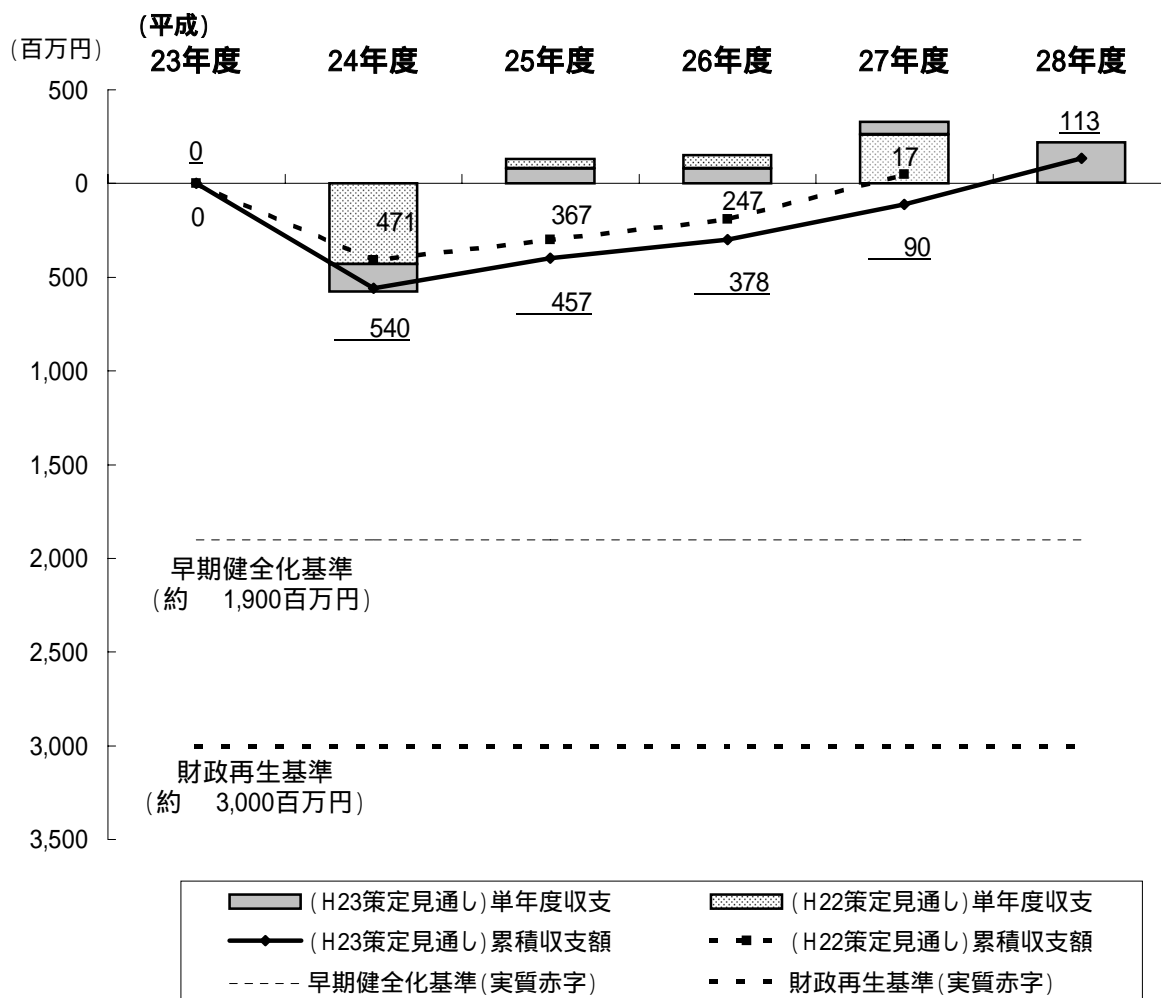 (平成)
(百万円)
23年度 24年度 25年度 26年度 27年度 28年度
500
0
500
1,000
1,500
2,000
2,500
3,000
3,500
0
0
471
540
367
457
247
378
17
90
113
早期健全化基準
(約 1,900百万円)
財政再生基準
(約 3,000百万円)
(H23策定見通し)単年度収支
(H22策定見通し)単年度収支
(H23策定見通し)累積収支額
(H22策定見通し)累積収支額
早期健全化基準(実質赤字)
財政再生基準(実質赤字)